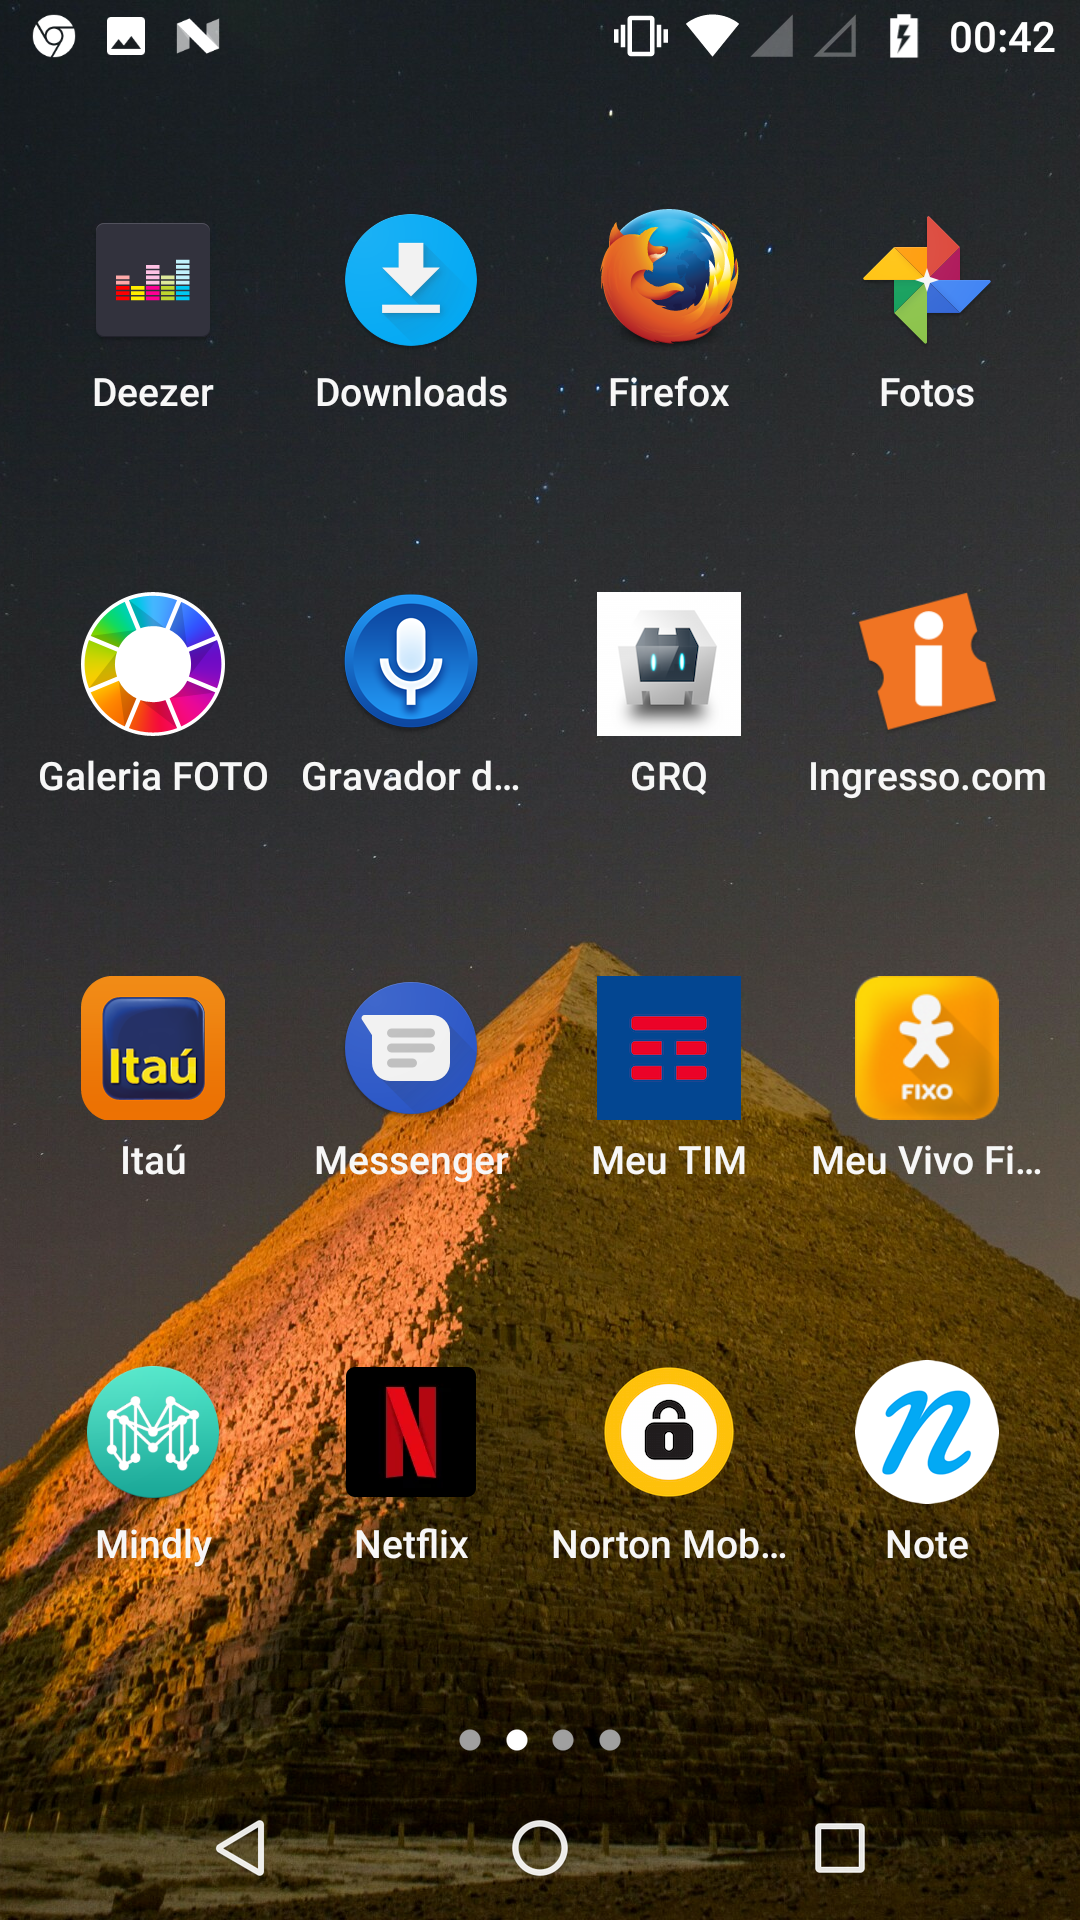 00:42
Deezer
Downloads
Firefox
Fotos
Galeria FOTO
Gravador d...
GRQ
Ingresso.com
Itaú
FIXO
Itaú
Messenger
Meu TIM
Meu Vivo Fi...
Mindly
Netflix
Norton Mob...
Note